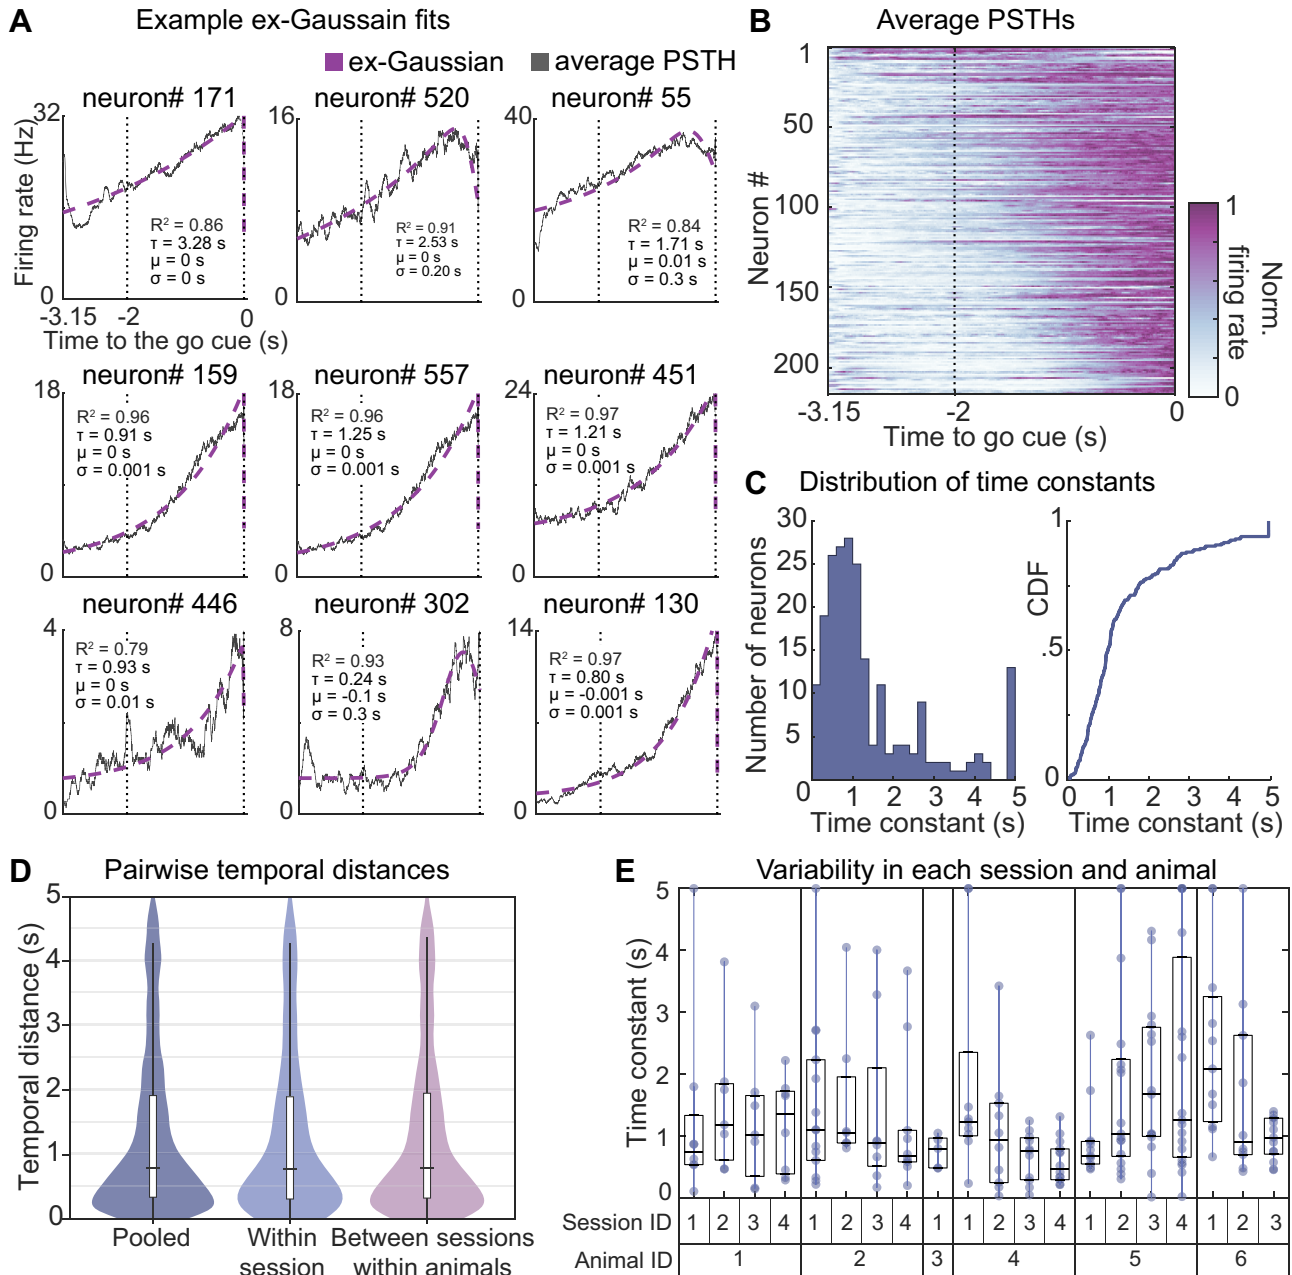 A Example ex-Gaussain fits
ex-Gaussian average PSTH
neuron# 171
Firing rate (Hz)
32
0
R² = 0.86
τ = 3.28 s
μ = 0 s
σ = 0 s
-3.15 -2 0
Time to the go cue (s)
neuron# 520
16
0
R² = 0.91
τ = 2.53 s
μ = 0 s
σ = 0.20 s
neuron# 55
40
0
R² = 0.84
τ = 1.71 s
μ = 0.01 s
σ = 0.3 s
neuron# 159
18
0
R² = 0.96
τ = 0.91 s
μ = 0 s
σ = 0.001 s
neuron# 557
18
0
R² = 0.96
τ = 1.25 s
μ = 0 s
σ = 0.001 s
neuron# 451
24
0
R² = 0.97
τ = 1.21 s
μ = 0 s
σ = 0.001 s
neuron# 446
4
0
R² = 0.79
τ = 0.93 s
μ = 0 s
σ = 0.01 s
neuron# 302
8
0
R² = 0.93
τ = 0.24 s
μ = -0.1 s
σ = 0.3 s
neuron# 130
14
0
R² = 0.97
τ = 0.80 s
μ = -0.001 s
σ = 0.001 s
B Average PSTHs
Neuron #
1
50
100
150
200
-3.15 -2 0
Time to go cue (s)
1
0
Norm.
firing rate
C Distribution of time constants
Number of neurons
30
25
20
15
10
5
0 1 2 3 4 5
Time constant (s)
CDF
1
.5
0
0 1 2 3 4 5
Time constant (s)
D Pairwise temporal distances
Temporal distance (s)
5
4
3
2
1
0
Pooled
Within
session
Between sessions
within animals
E Variability in each session and animal
Time constant (s)
5
4
3
2
1
0
Session ID 1 2 3 4 1 2 3 4 1 1 2 3 4 1 2 3 4 1 2 3
Animal ID 1 2 3 4 5 6